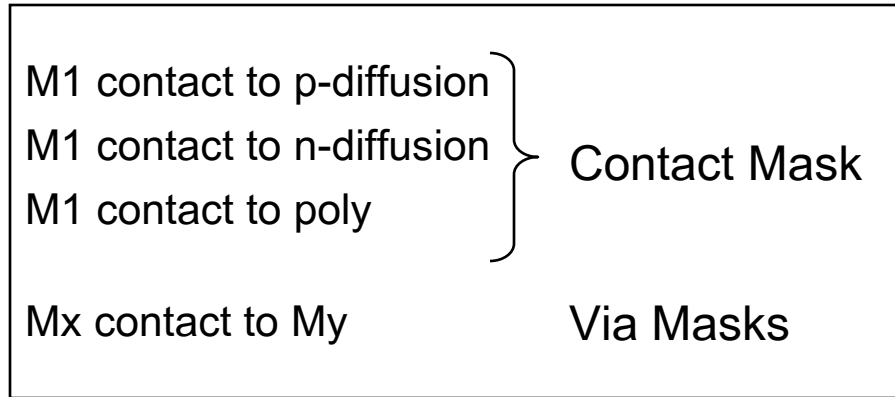 M1 contact to p-diffusion
M1 contact to n-diffusion
Contact Mask
M1 contact to poly
Mx contact to My
Via Masks